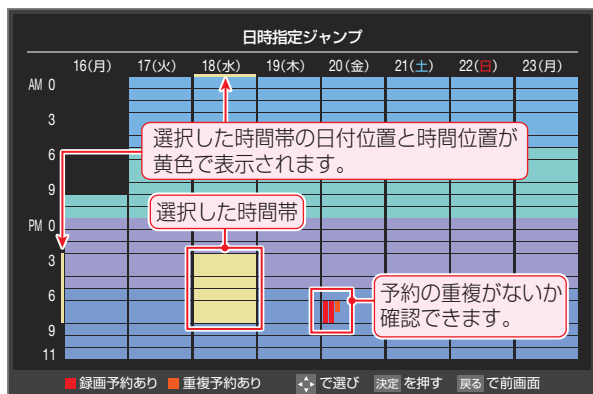 日時指定ジャンプ
16(月) 17(火) 18(水) 19(木) 20(金) 21(土) 22(日) 23(月)
AM 0
3
選択した時間帯の日付位置と時間位置が
黄色で表示されます。
6
9
選択した時間帯
PM 0
3
予約の重複がないか
確認できます。
6
9
11
録画予約あり 重複予約あり で選び 決定 を押す 戻る で前画面